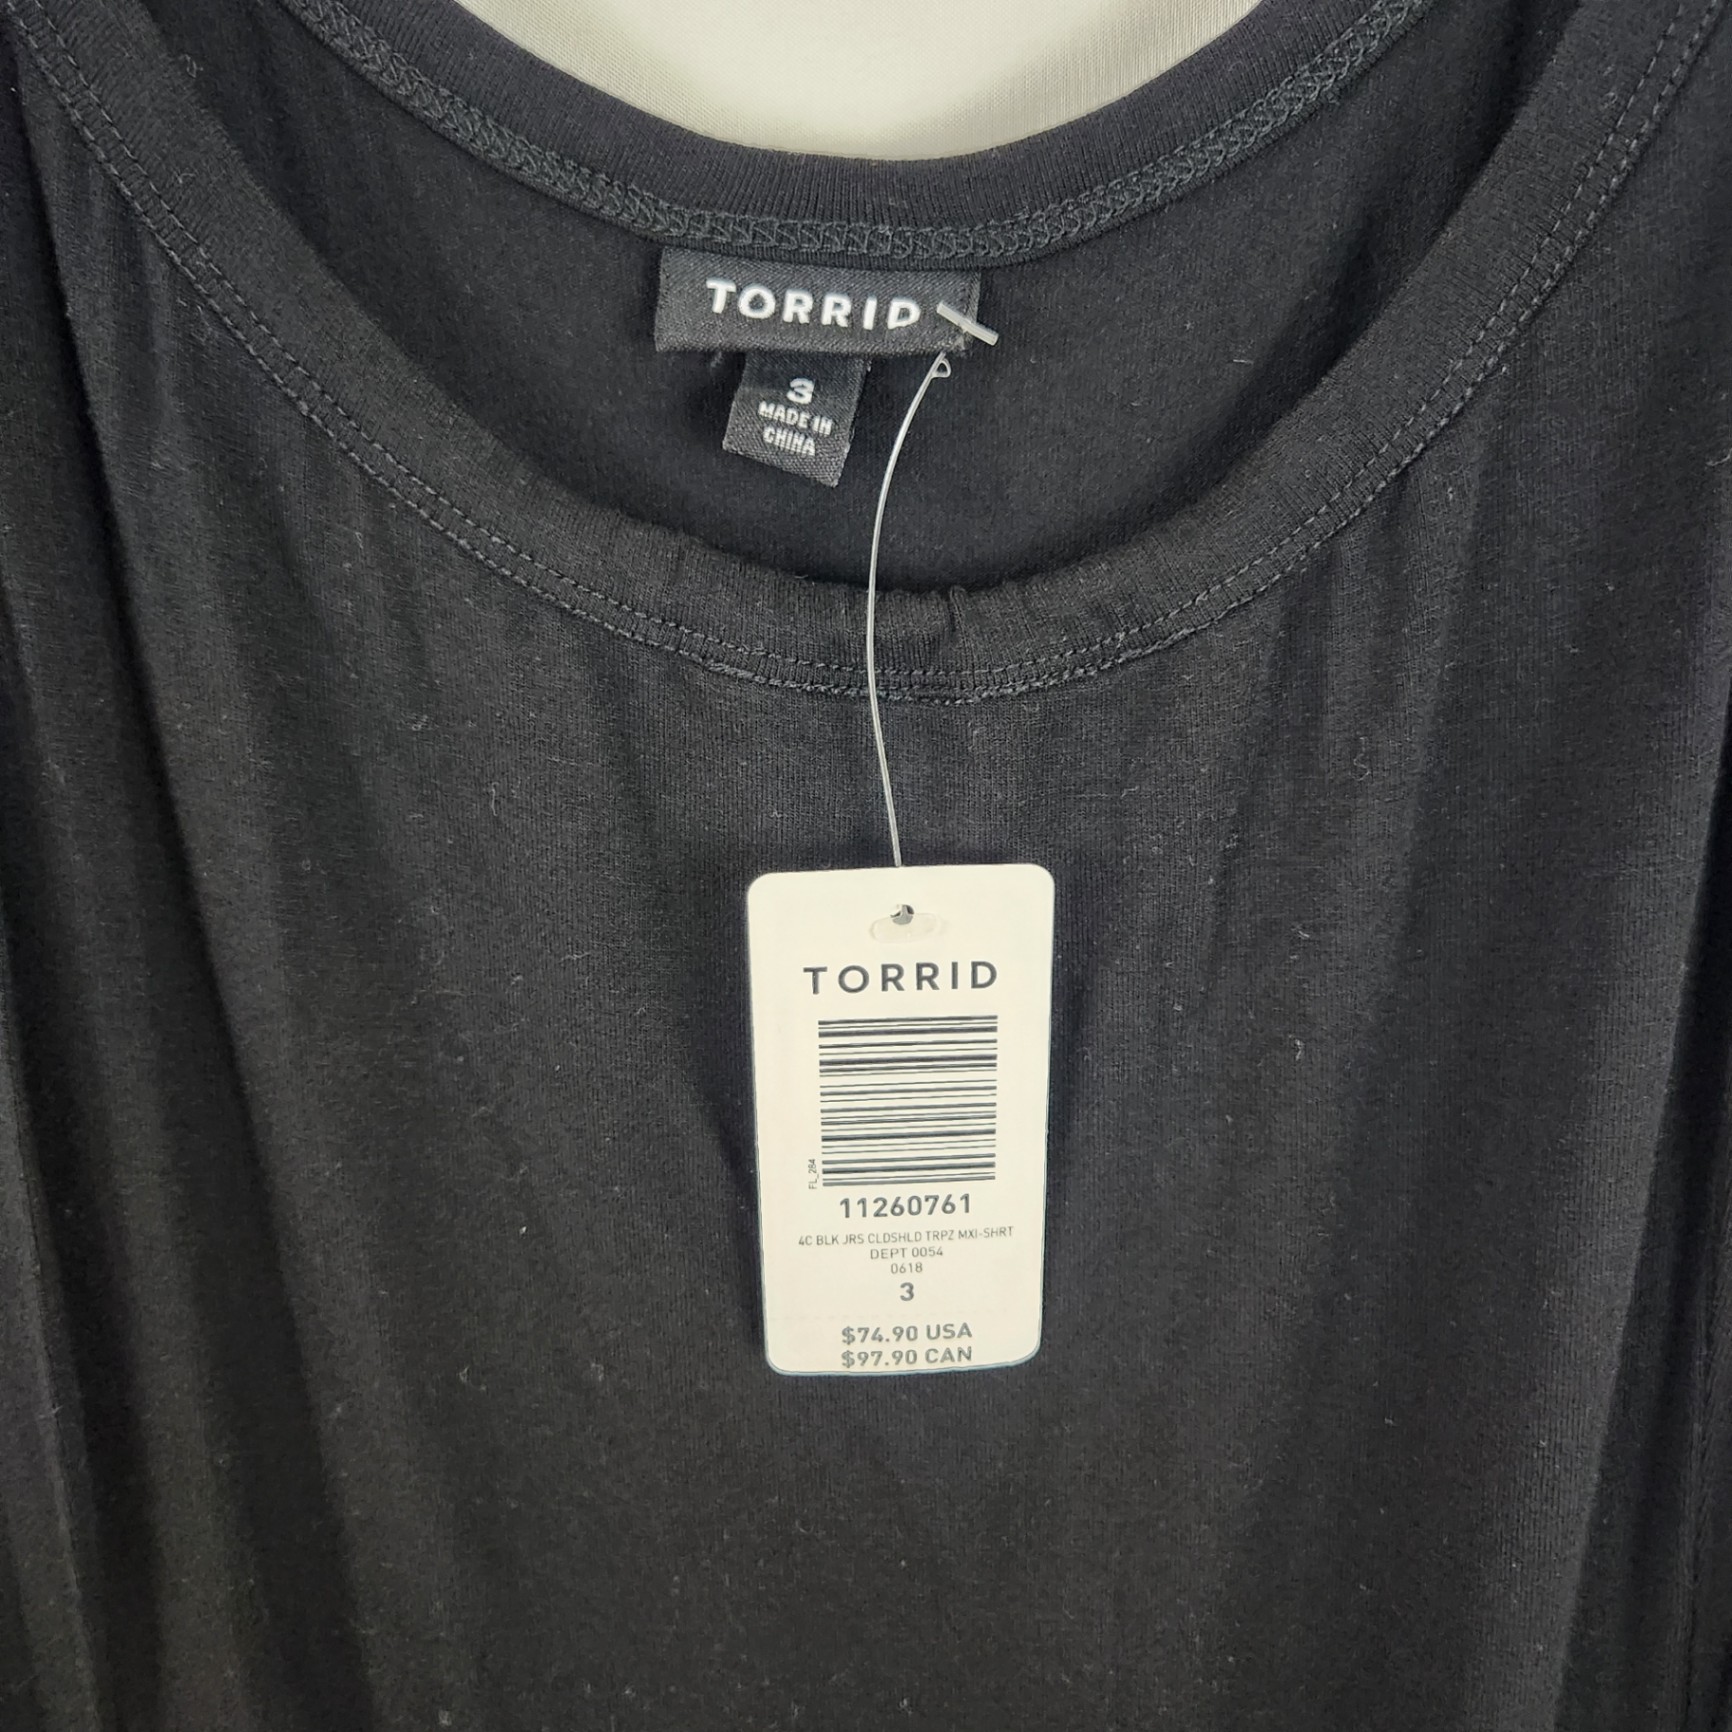 TORRID
3
MADE IN
CHINA
TORRID
FL_284
11260761
4C BLK JRS CLDSHLD TRPZ MXI-SHRT
DEPT 0054
0618
3
$74.90 USA
$97.90 CAN